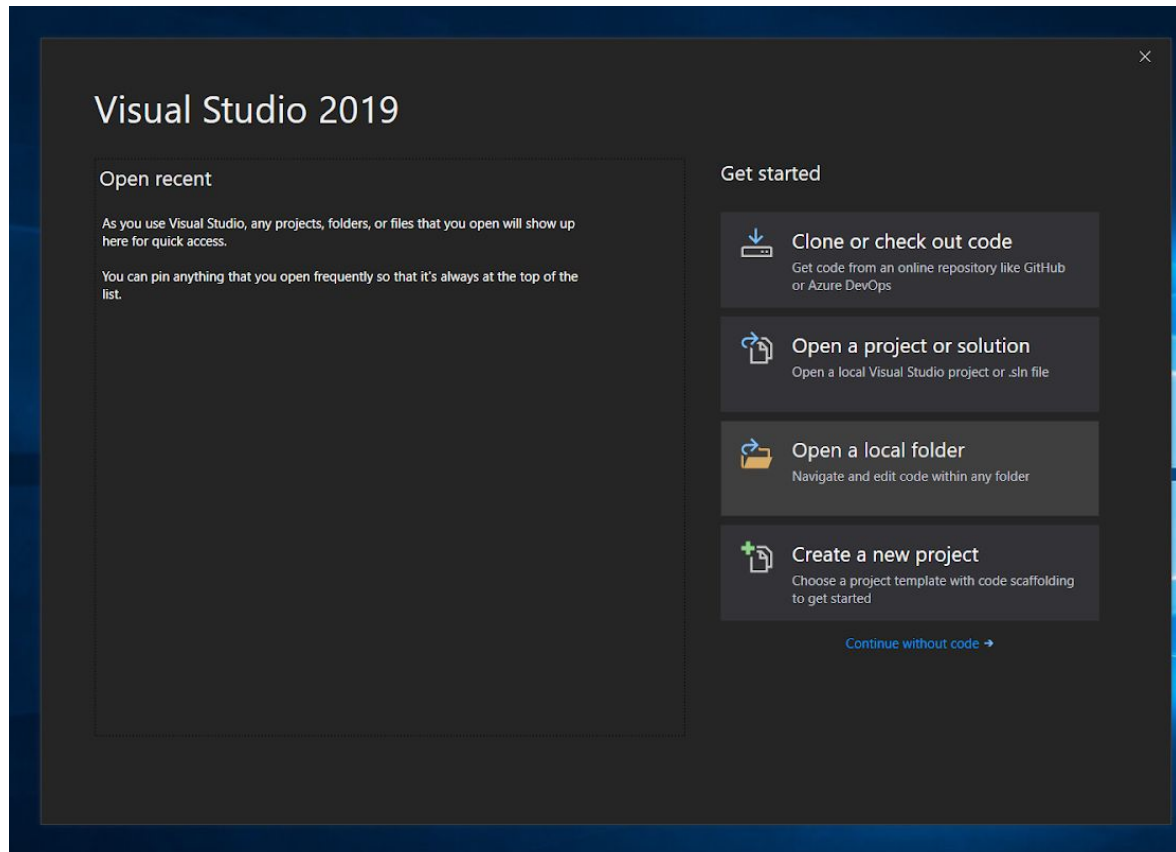 Visual Studio 2019
Open recent
As you use Visual Studio, any projects, folders, or files that you open will show up
here for quick access.
You can pin anything that you open frequently so that it's always at the top of the
list.
Get started
Clone or check out code
Get code from an online repository like GitHub
or Azure DevOps
Open a project or solution
Open a local Visual Studio project or .sln file
Open a local folder
Navigate and edit code within any folder
Create a new project
Choose a project template with code scaffolding
to get started
Continue without code →